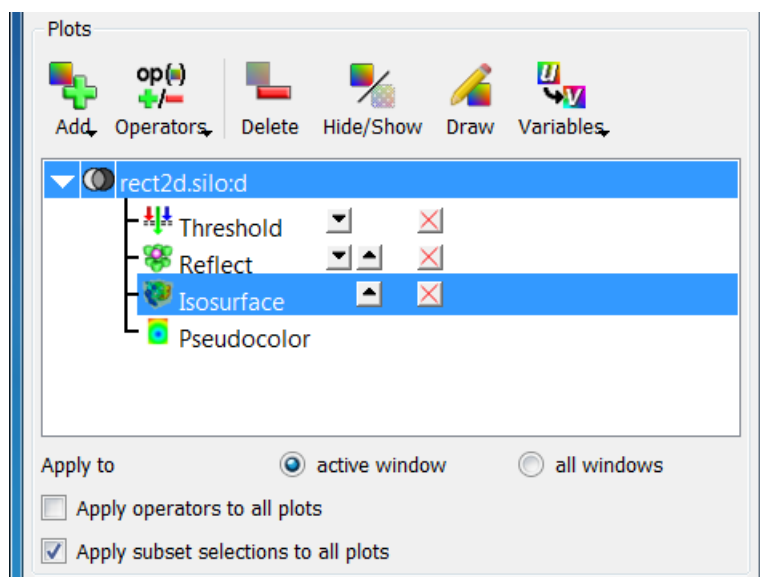 Plots
op(=)
+/-
Add Operators Delete Hide/Show Draw Variables
rect2d.silo:d
Threshold
Reflect
Isosurface
Pseudocolor
Apply to active window all windows
Apply operators to all plots
Apply subset selections to all plots